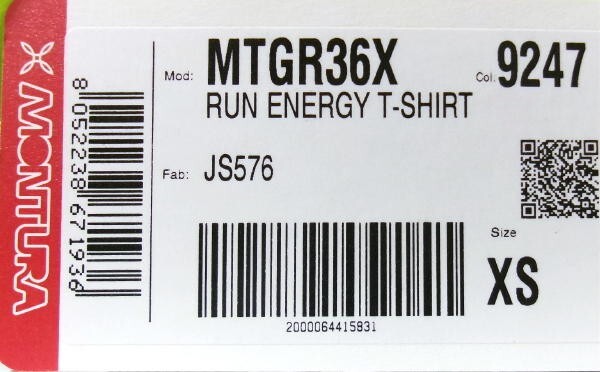 MONTURA
8 052238 671936
Mod: MTGR36X Col. 9247
RUN ENERGY T-SHIRT
Fab: JS576
Size
XS
2000064415831